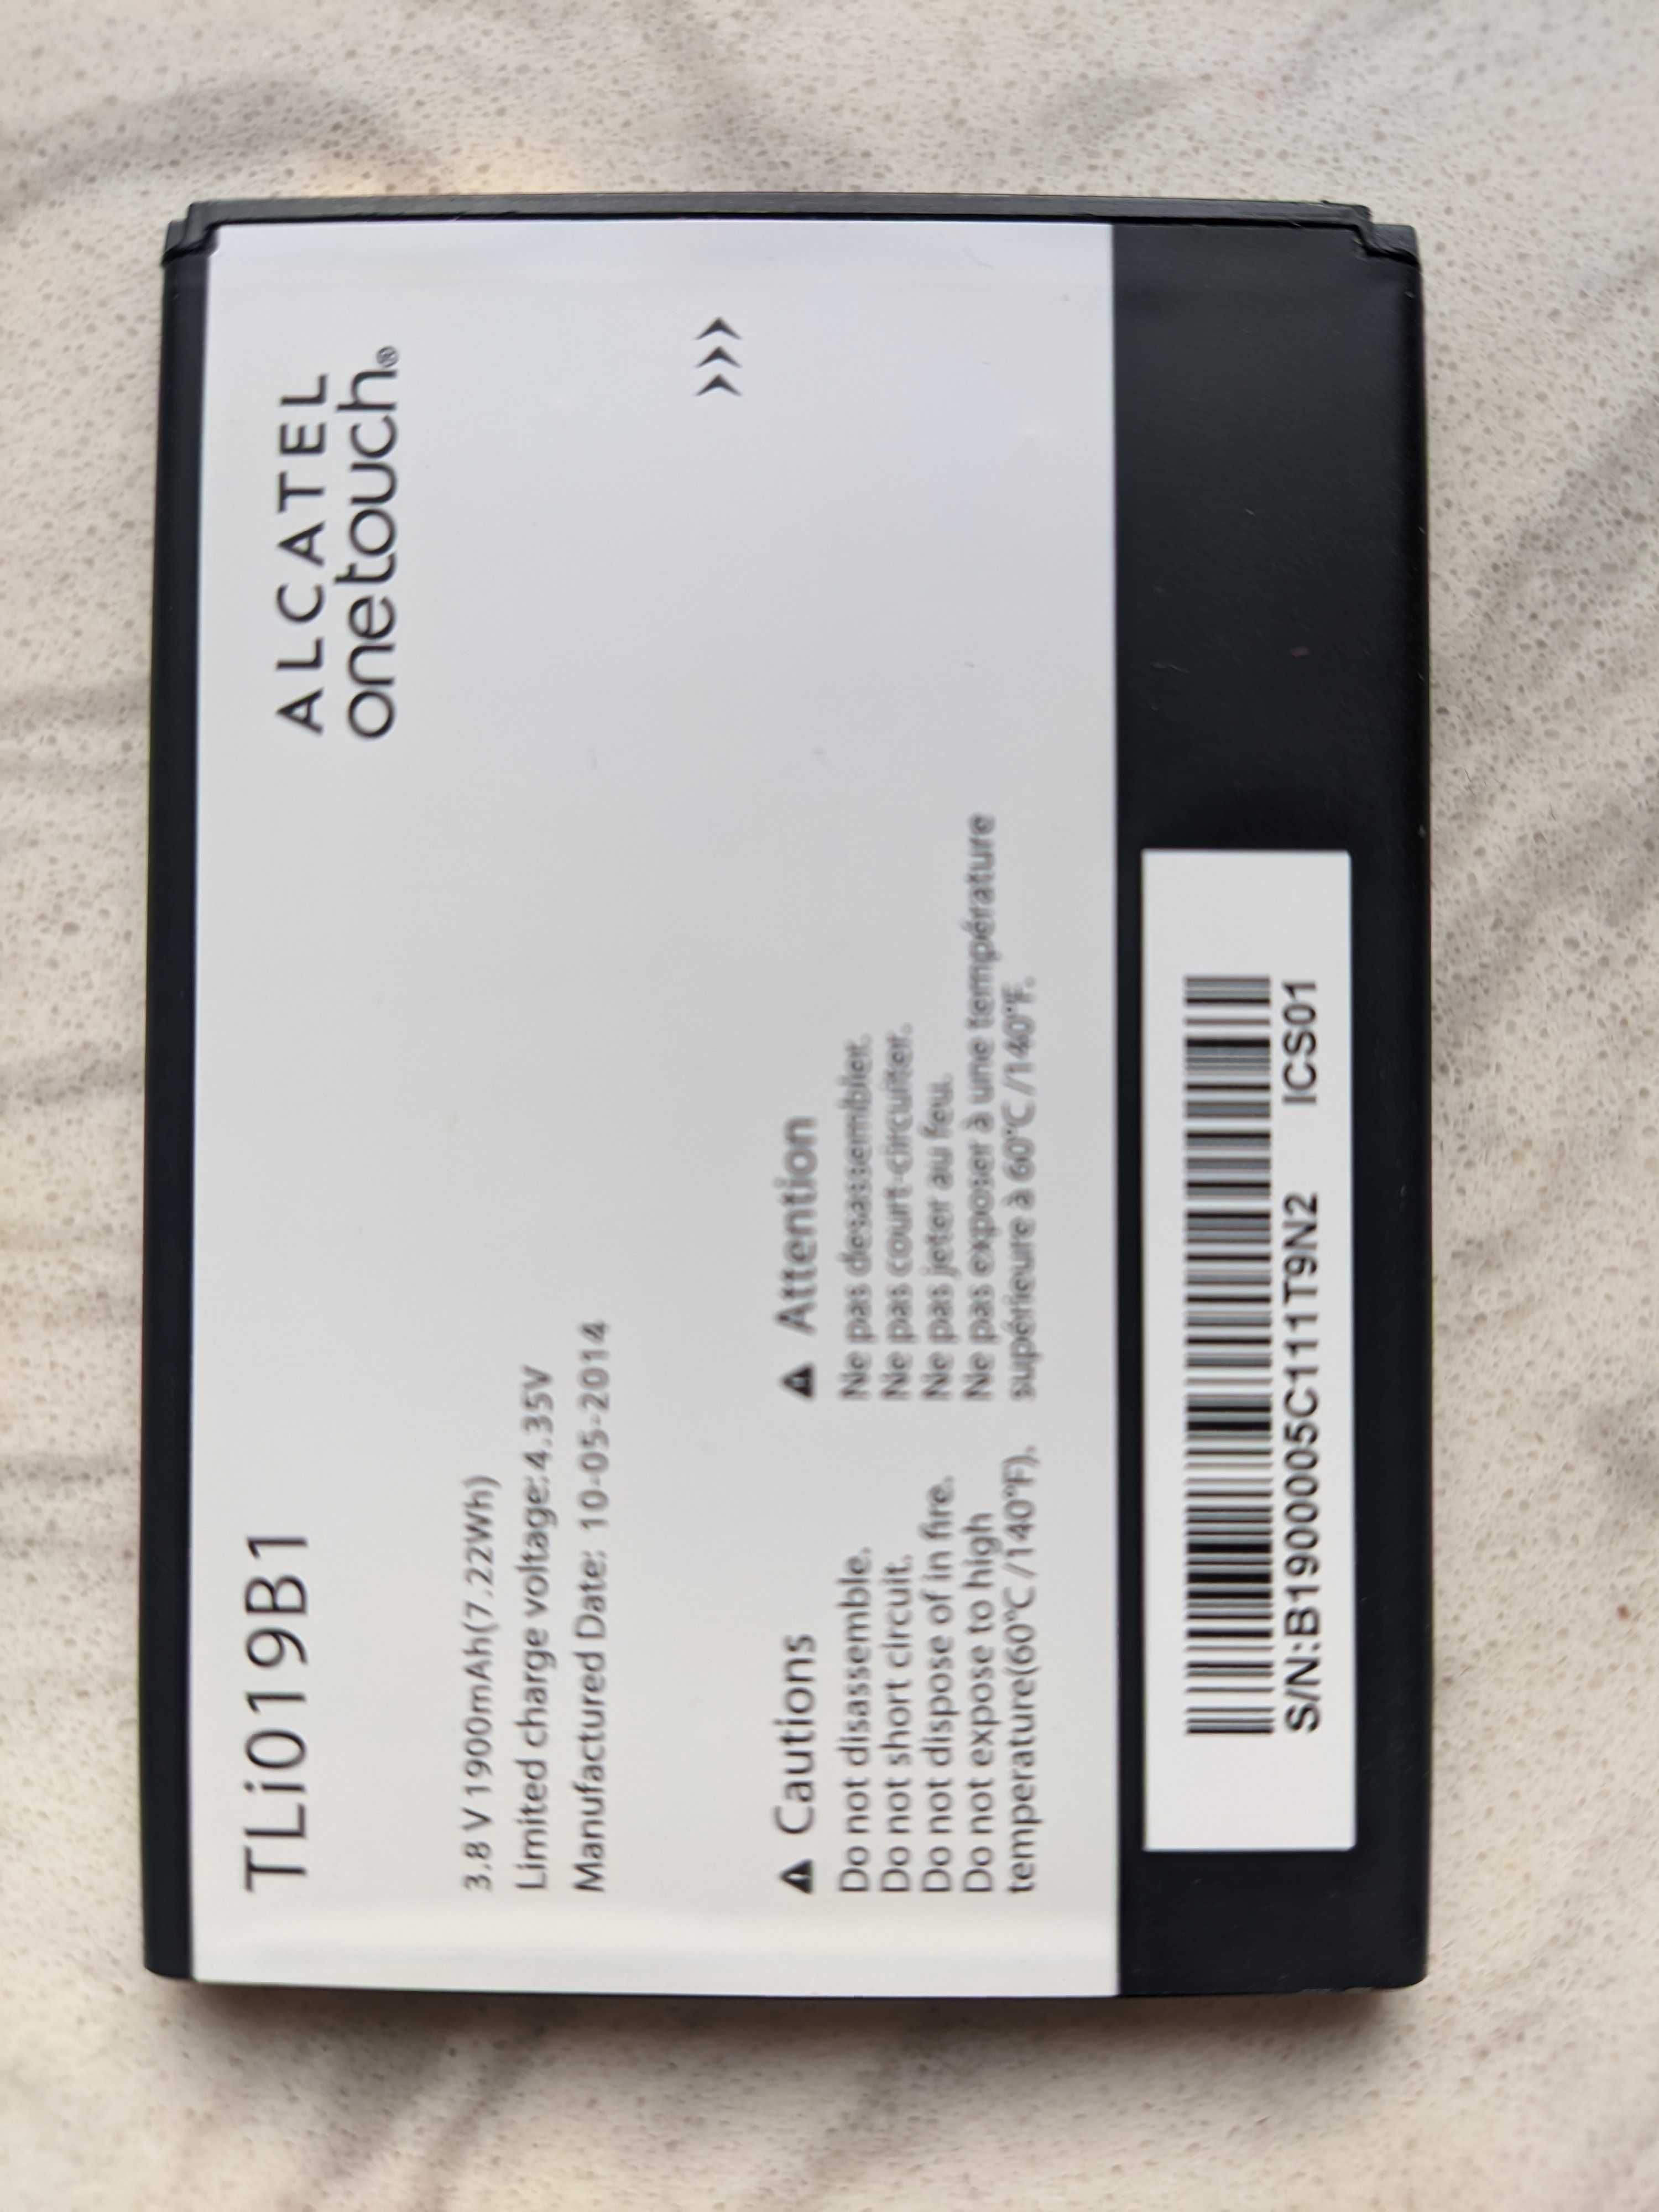 TLi019B1
ALCATEL
onetouch®
3.8 V 1900mAh(7.22Wh)
Limited charge voltage:4.35V
Manufactured Date: 10-05-2014
Cautions
Do not disassemble.
Do not short circuit.
Do not dispose of in fire.
Do not expose to high
temperature(60°C/140°F).
Attention
Ne pas desassembler.
Ne pas court-circuiter.
Ne pas jeter au feu.
Ne pas exposer à une température
supérieure à 60°C/140°F.
S/N:B190005C111T9N2 ICS01